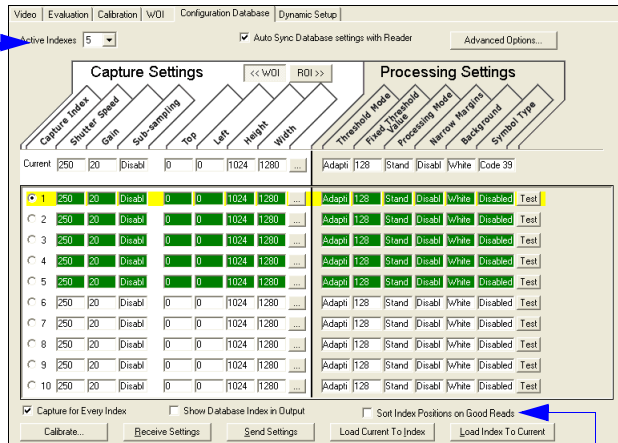 Video Evaluation Calibration WOI Configuration Database Dynamic Setup
Active Indexes 5 Auto Sync Database settings with Reader Advanced Options...
Capture Settings << WOI ROI >> Processing Settings
Capture Index Shutter Speed Gain Sub-sampling Top Left Height Width Threshold Mode Fixed Threshold Value Processing Mode Narrow Margins Background Symbol Type
Current 250 20 Disabl 0 0 1024 1280 ... Adapti 128 Stand Disabl White Code 39
1 250 20 Disabl 0 0 1024 1280 ... Adapti 128 Stand Disabl White Disabled Test
2 250 20 Disabl 0 0 1024 1280 ... Adapti 128 Stand Disabl White Disabled Test
3 250 20 Disabl 0 0 1024 1280 ... Adapti 128 Stand Disabl White Disabled Test
4 250 20 Disabl 0 0 1024 1280 ... Adapti 128 Stand Disabl White Disabled Test
5 250 20 Disabl 0 0 1024 1280 ... Adapti 128 Stand Disabl White Disabled Test
6 250 20 Disabl 0 0 1024 1280 ... Adapti 128 Stand Disabl White Disabled Test
7 250 20 Disabl 0 0 1024 1280 ... Adapti 128 Stand Disabl White Disabled Test
8 250 20 Disabl 0 0 1024 1280 ... Adapti 128 Stand Disabl White Disabled Test
9 250 20 Disabl 0 0 1024 1280 ... Adapti 128 Stand Disabl White Disabled Test
10 250 20 Disabl 0 0 1024 1280 ... Adapti 128 Stand Disabl White Disabled Test
Capture for Every Index Show Database Index in Output Sort Index Positions on Good Reads
Calibrate... Receive Settings Send Settings Load Current To Index Load Index To Current